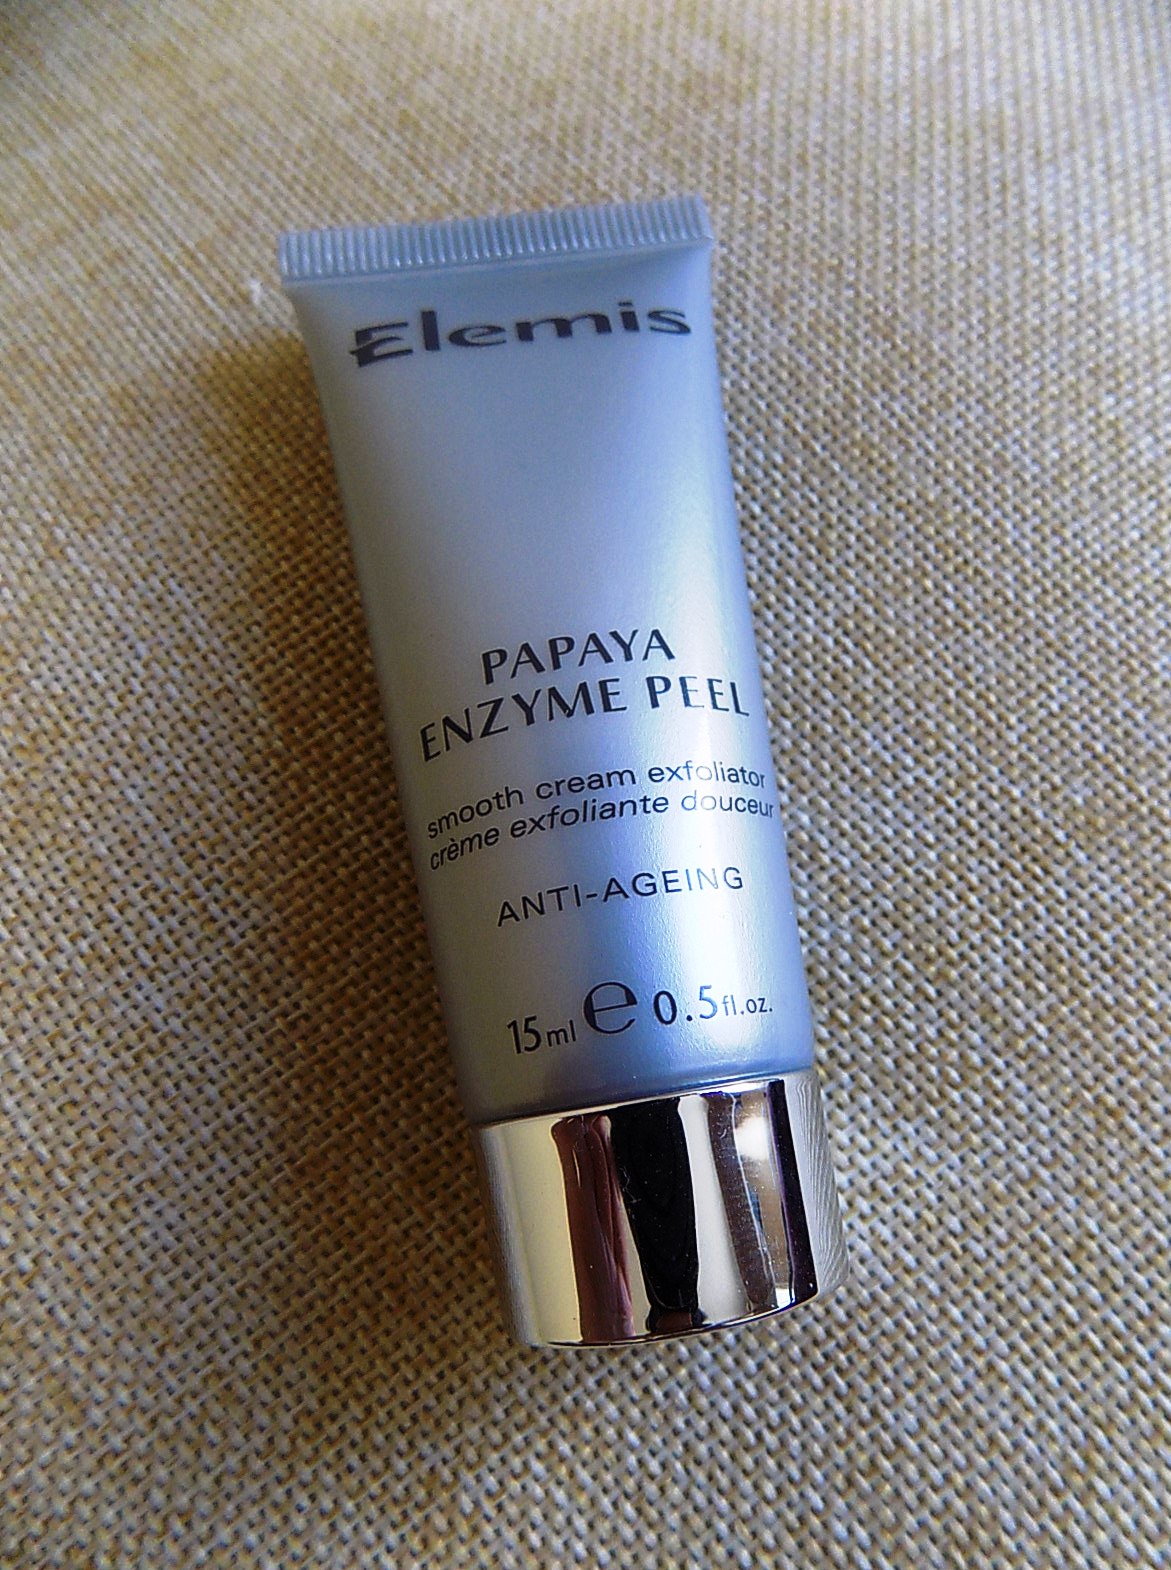 Elemis
PAPAYA
ENZYME PEEL
smooth cream exfoliator
crème exfoliante douceur
ANTI-AGEING
15ml e 0.5fl.oz.